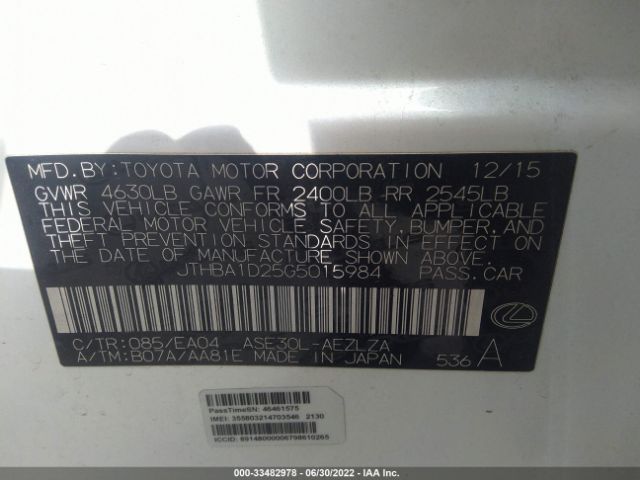 MFD.BY:TOYOTA MOTOR CORPORATION 12/15
GVWR 4630LB GAWR FR 2400LB RR 2545LB
THIS VEHICLE CONFORMS TO ALL APPLICABLE
FEDERAL MOTOR VEHICLE SAFETY,BUMPER, AND
THEFT PREVENTION STANDARDS IN EFFECT ON
THE DATE OF MANUFACTURE SHOWN ABOVE.
JTHBA1D25G5015984 PASS.CAR
C/TR:085/EA04 ASE30L-AEZLZA
A/TM:B07A/AA81E MADE IN JAPAN 536 A
PassTimeSN: 46461575
IMEI: 355803214703546 2130
ICCID: 89148000006798610265
000-33482978 - 06/30/2022 - IAA Inc.